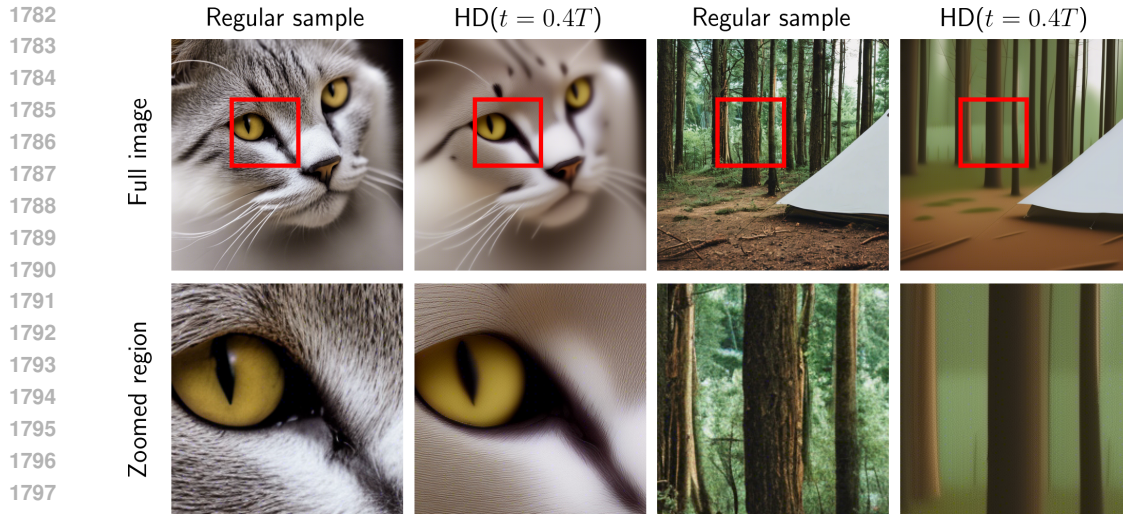 1782
1783
1784
1785
1786
1787
1788
1789
1790
1791
1792
1793
1794
1795
1796
1797
Regular sample
HD(t = 0.4T)
Regular sample
HD(t = 0.4T)
Full image
Zoomed region